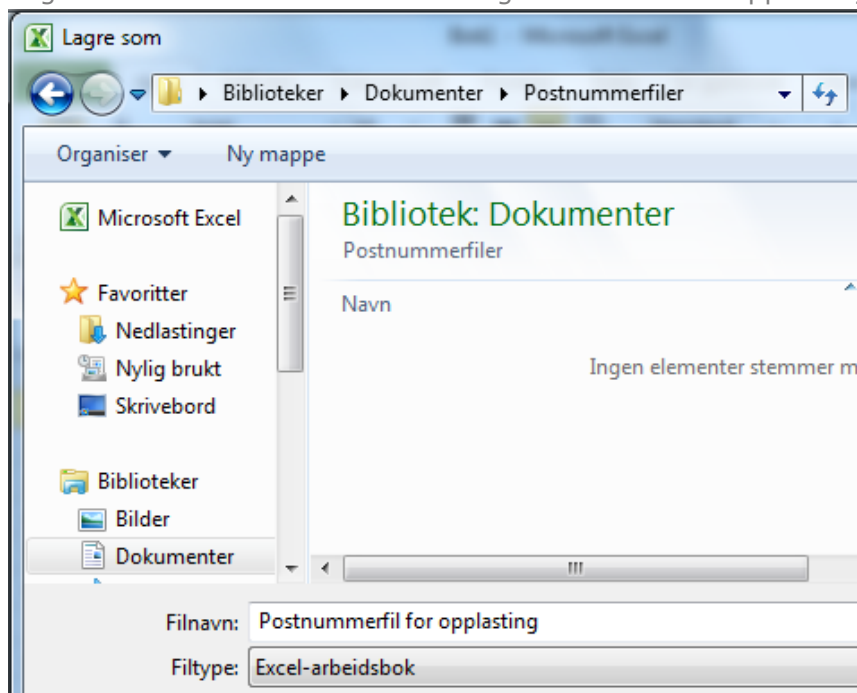 Lagre som
Biblioteker Dokumenter Postnummerfiler
Organiser Ny mappe
Microsoft Excel
Favoritter
Nedlastinger
Nylig brukt
Skrivebord
Biblioteker
Bilder
Dokumenter
Bibliotek: Dokumenter
Postnummerfiler
Navn
Ingen elementer stemmer m
Filnavn: Postnummerfil for opplasting
Filtype: Excel-arbeidsbok